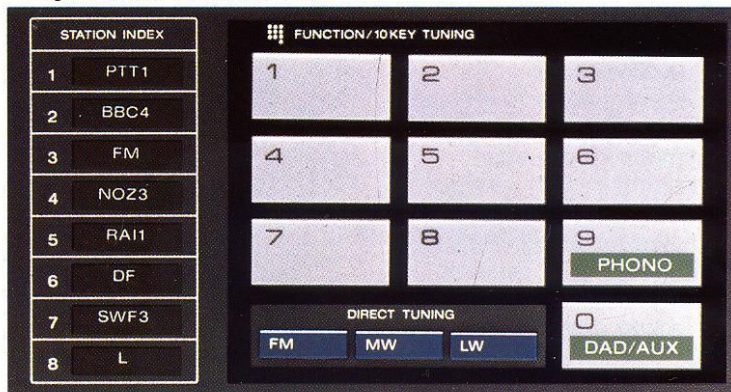 STATION INDEX
1 PTT1
2 BBC4
3 FM
4 NOZ3
5 RAI1
6 DF
7 SWF3
8 L
FUNCTION/10KEY TUNING
1 2 3
4 5 6
7 8 9
PHONO
DIRECT TUNING
FM MW LW
0
DAD/AUX